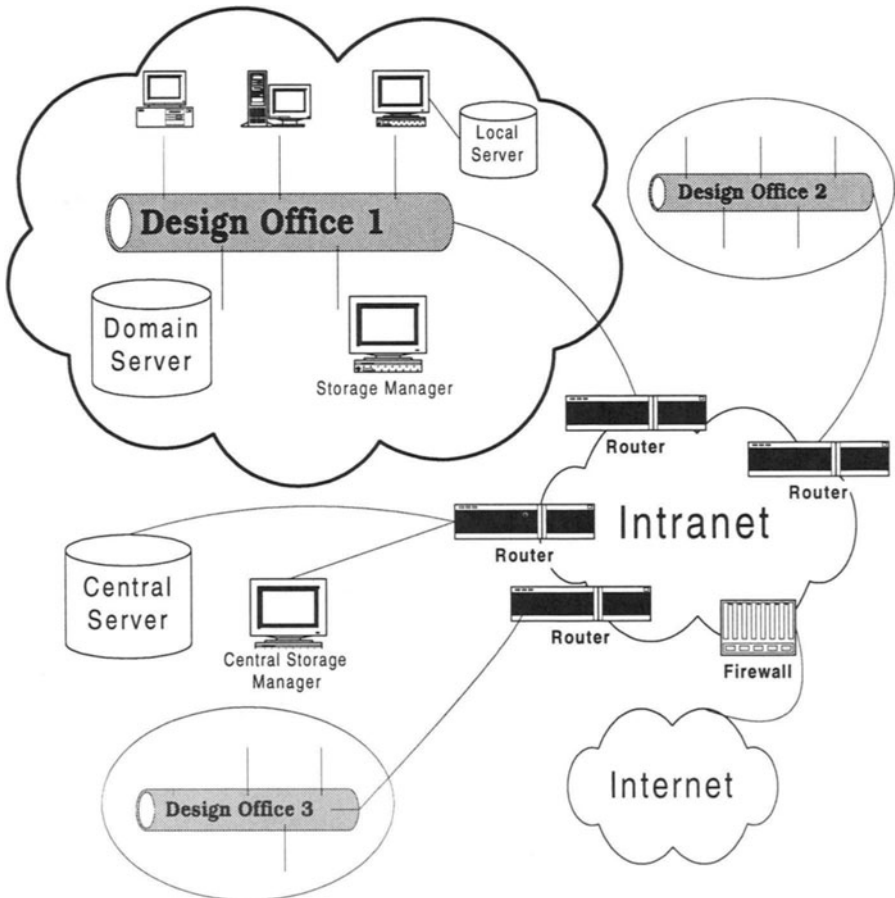 Local
Server
Design Office 1
Design Office 2
Domain
Server
Storage Manager
Router
Router
Intranet
Router
Central
Server
Router
Central Storage
Manager
Firewall
Internet
Design Office 3